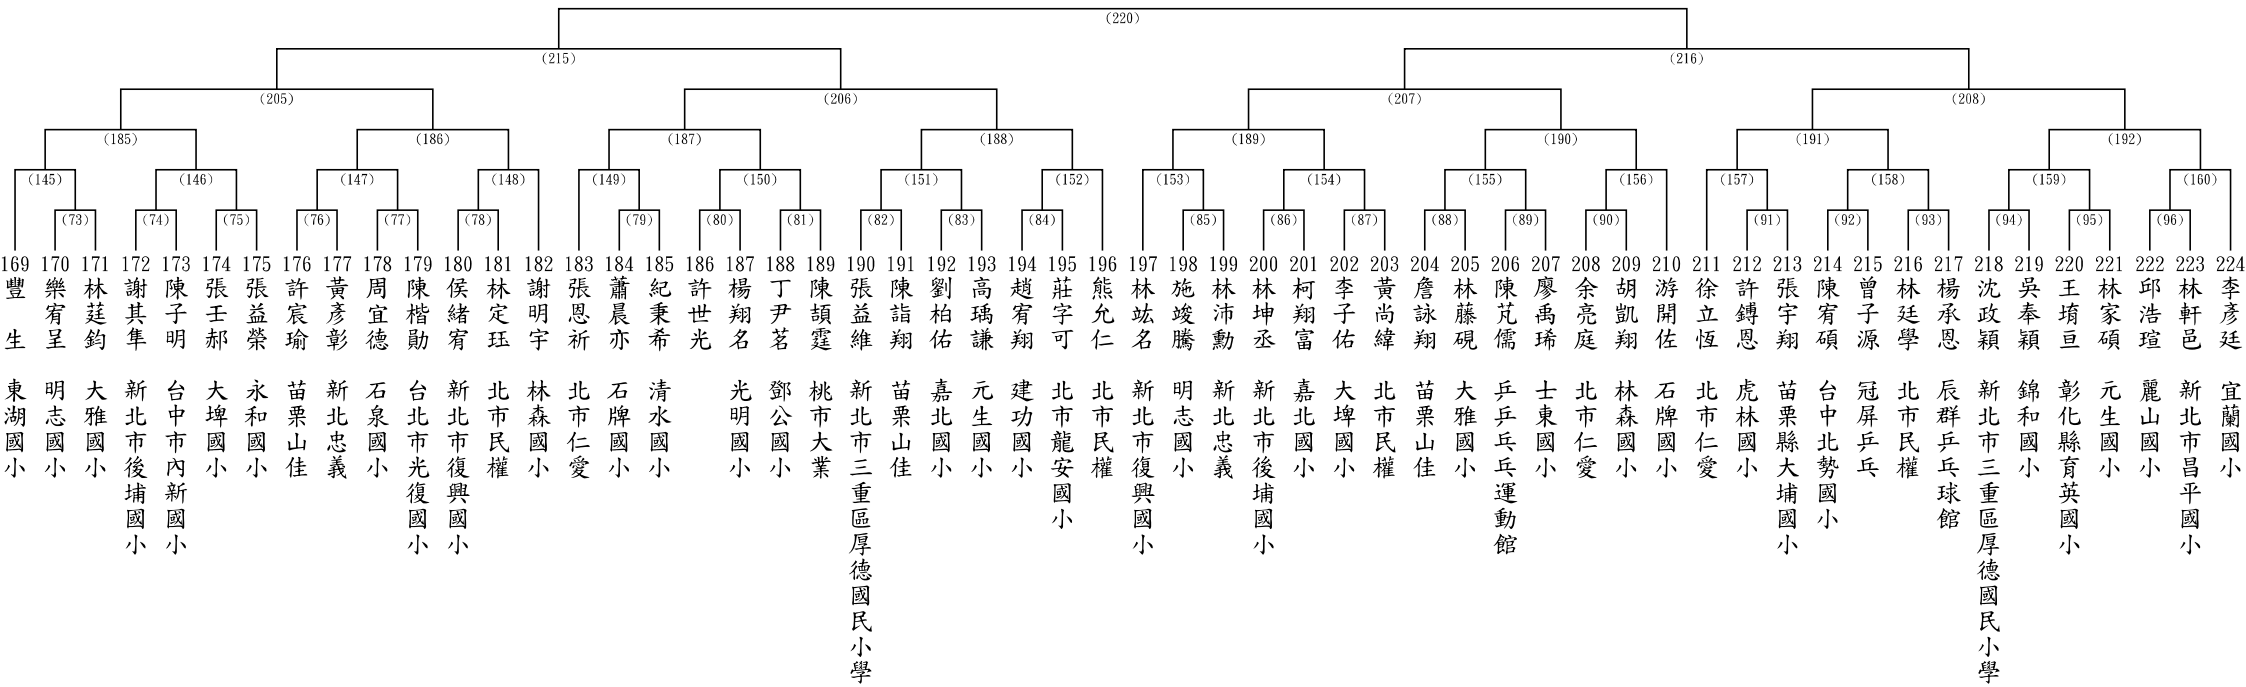 (220)
(215) (216)
(205) (206) (207) (208)
(185) (186) (187) (188) (189) (190) (191) (192)
(145) (146) (147) (148) (149) (150) (151) (152) (153) (154) (155) (156) (157) (158) (159) (160)
(73) (74) (75) (76) (77) (78) (79) (80) (81) (82) (83) (84) (85) (86) (87) (88) (89) (90) (91) (92) (93) (94) (95) (96)
169 豐生 東湖國小
170 樂宥呈 明志國小
171 林莛鈞 大雅國小
172 謝其隼 新北市後埔國小
173 陳子明 台中市內新國小
174 張壬郝 大埤國小
175 張益榮 永和國小
176 許宸瑜 苗栗山佳
177 黃彥彰 新北忠義
178 周宜德 石泉國小
179 陳楷勛 台北市光復國小
180 侯緒宥 新北市復興國小
181 林定玨 北市民權
182 謝明宇 林森國小
183 張恩祈 北市仁愛
184 蕭晨亦 石牌國小
185 紀秉希 清水國小
186 許世光
187 楊翔名 光明國小
188 丁尹茗 鄧公國小
189 陳頡霆 桃市大業
190 張益維 新北市三重區厚德國民小學
191 陳詣翔 苗栗山佳
192 劉柏佑 嘉北國小
193 高瑀謙 元生國小
194 趙宥翔 建功國小
195 莊字可 北市龍安國小
196 熊允仁 北市民權
197 林竑名 新北市復興國小
198 施竣騰 明志國小
199 林沛勳 新北忠義
200 林坤丞 新北市後埔國小
201 柯翔富 嘉北國小
202 李子佑 大埤國小
203 黃尚緯 北市民權
204 詹詠翔 苗栗山佳
205 林藤硯 大雅國小
206 陳芃儒 乒乒乓乓運動館
207 廖禹琋 士東國小
208 余亮庭 北市仁愛
209 胡凱翔 林森國小
210 游開佐 石牌國小
211 徐立恆 北市仁愛
212 許鎛恩 虎林國小
213 張宇翔 苗栗縣大埔國小
214 陳宥碩 台中北勢國小
215 曾子源 冠屏乒乓
216 林廷學 北市民權
217 楊承恩 辰群乒乓球館
218 沈政穎 新北市三重區厚德國民小學
219 吳奉穎 錦和國小
220 王堉亘 彰化縣育英國小
221 林家碩 元生國小
222 邱浩瑄 麗山國小
223 林軒邑 新北市昌平國小
224 李彥廷 宜蘭國小